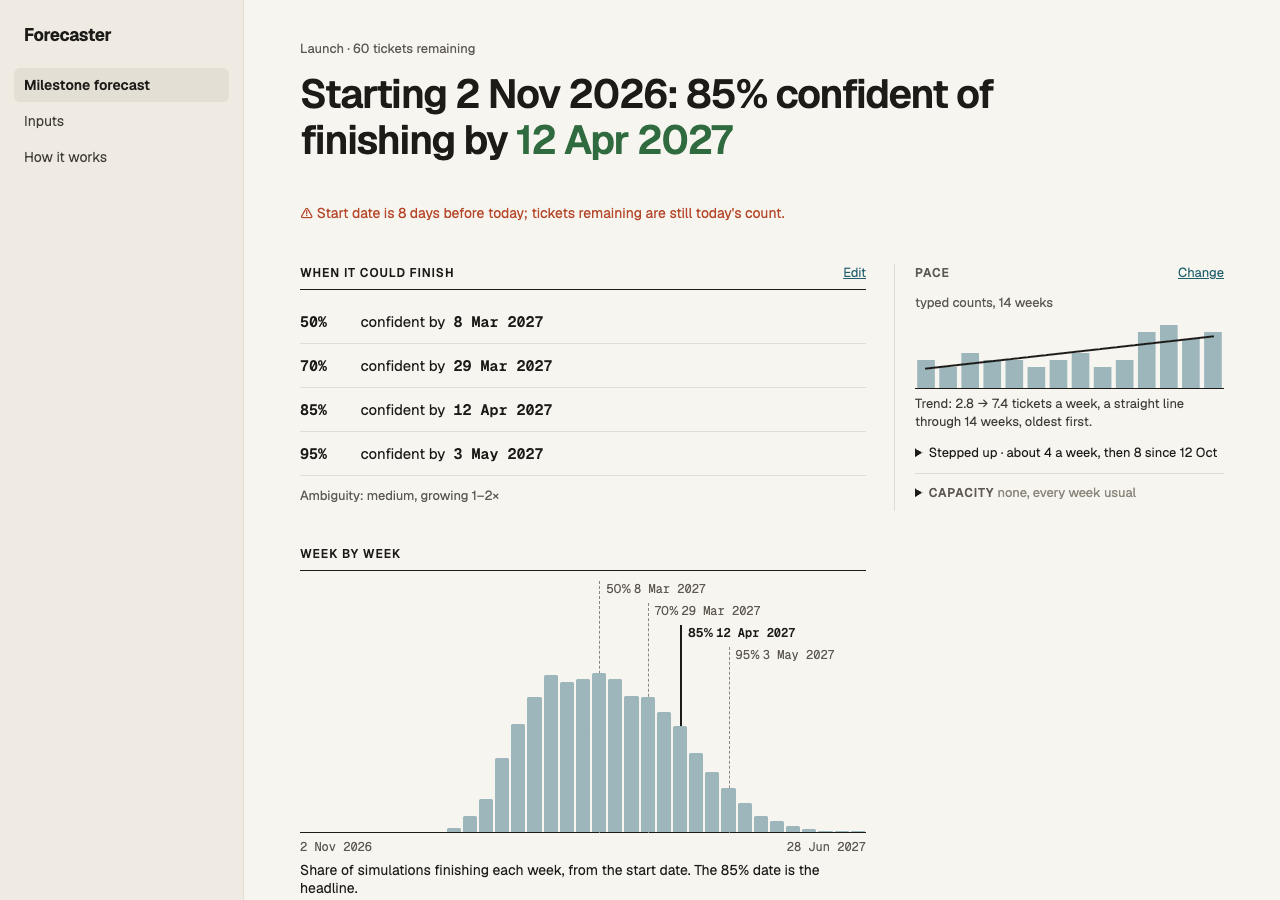 Forecaster
Milestone forecast
Inputs
How it works
Launch · 60 tickets remaining
Starting 2 Nov 2026: 85% confident of
finishing by 12 Apr 2027
⚠ Start date is 8 days before today; tickets remaining are still today's count.
WHEN IT COULD FINISH Edit
50% confident by 8 Mar 2027
70% confident by 29 Mar 2027
85% confident by 12 Apr 2027
95% confident by 3 May 2027
Ambiguity: medium, growing 1–2×
PACE Change
typed counts, 14 weeks
Trend: 2.8 → 7.4 tickets a week, a straight line
through 14 weeks, oldest first.
Stepped up · about 4 a week, then 8 since 12 Oct
CAPACITY none, every week usual
WEEK BY WEEK
50% 8 Mar 2027
70% 29 Mar 2027
85% 12 Apr 2027
95% 3 May 2027
2 Nov 2026 28 Jun 2027
Share of simulations finishing each week, from the start date. The 85% date is the
headline.